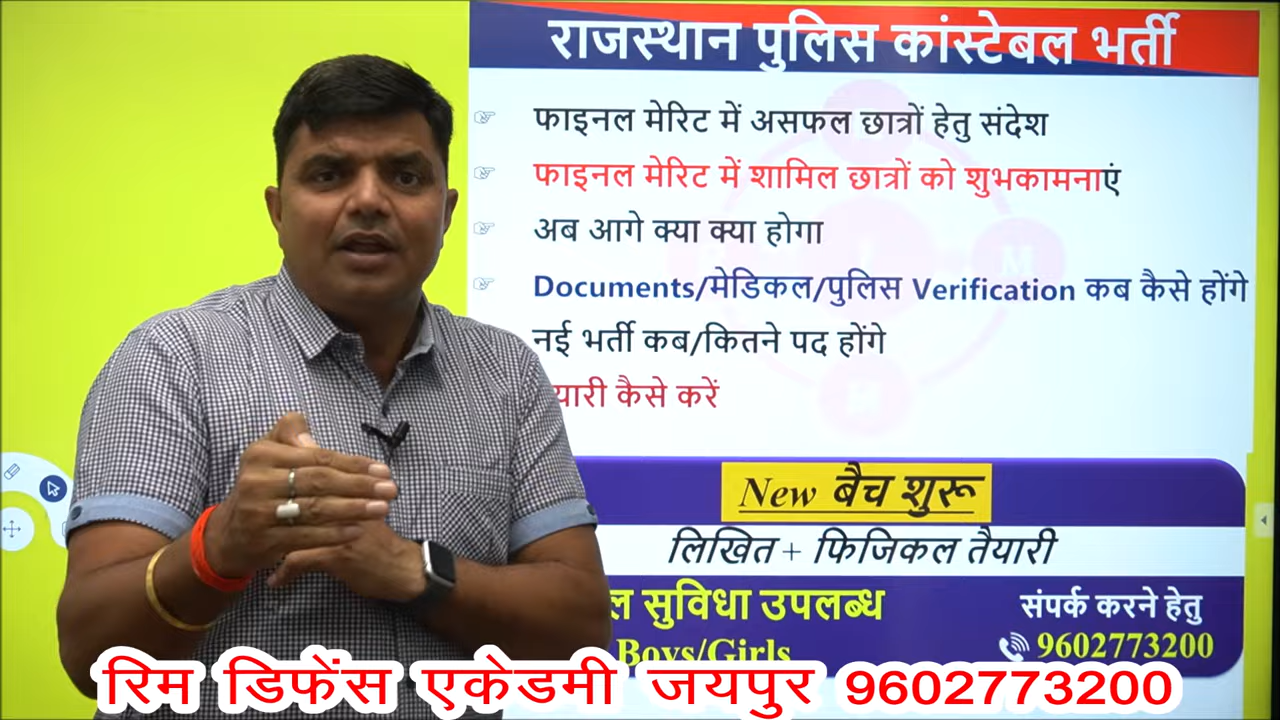 राजस्थान पुलिस कांस्टेबल भर्ती
फाइनल मेरिट में असफल छात्रों हेतु संदेश
फाइनल मेरिट में शामिल छात्रों को शुभकामनाएं
अब आगे क्या क्या होगा
Documents/मेडिकल/पुलिस Verification कब कैसे होंगे
नई भर्ती कब/कितने पद होंगे
यारी कैसे करें
New बैच शुरू
लिखित + फिजिकल तैयारी
ल सुविधा उपलब्ध
संपर्क करने हेतु
Boys/Girls
9602773200
रिम डिफेंस एकेडमी जयपुर 9602773200